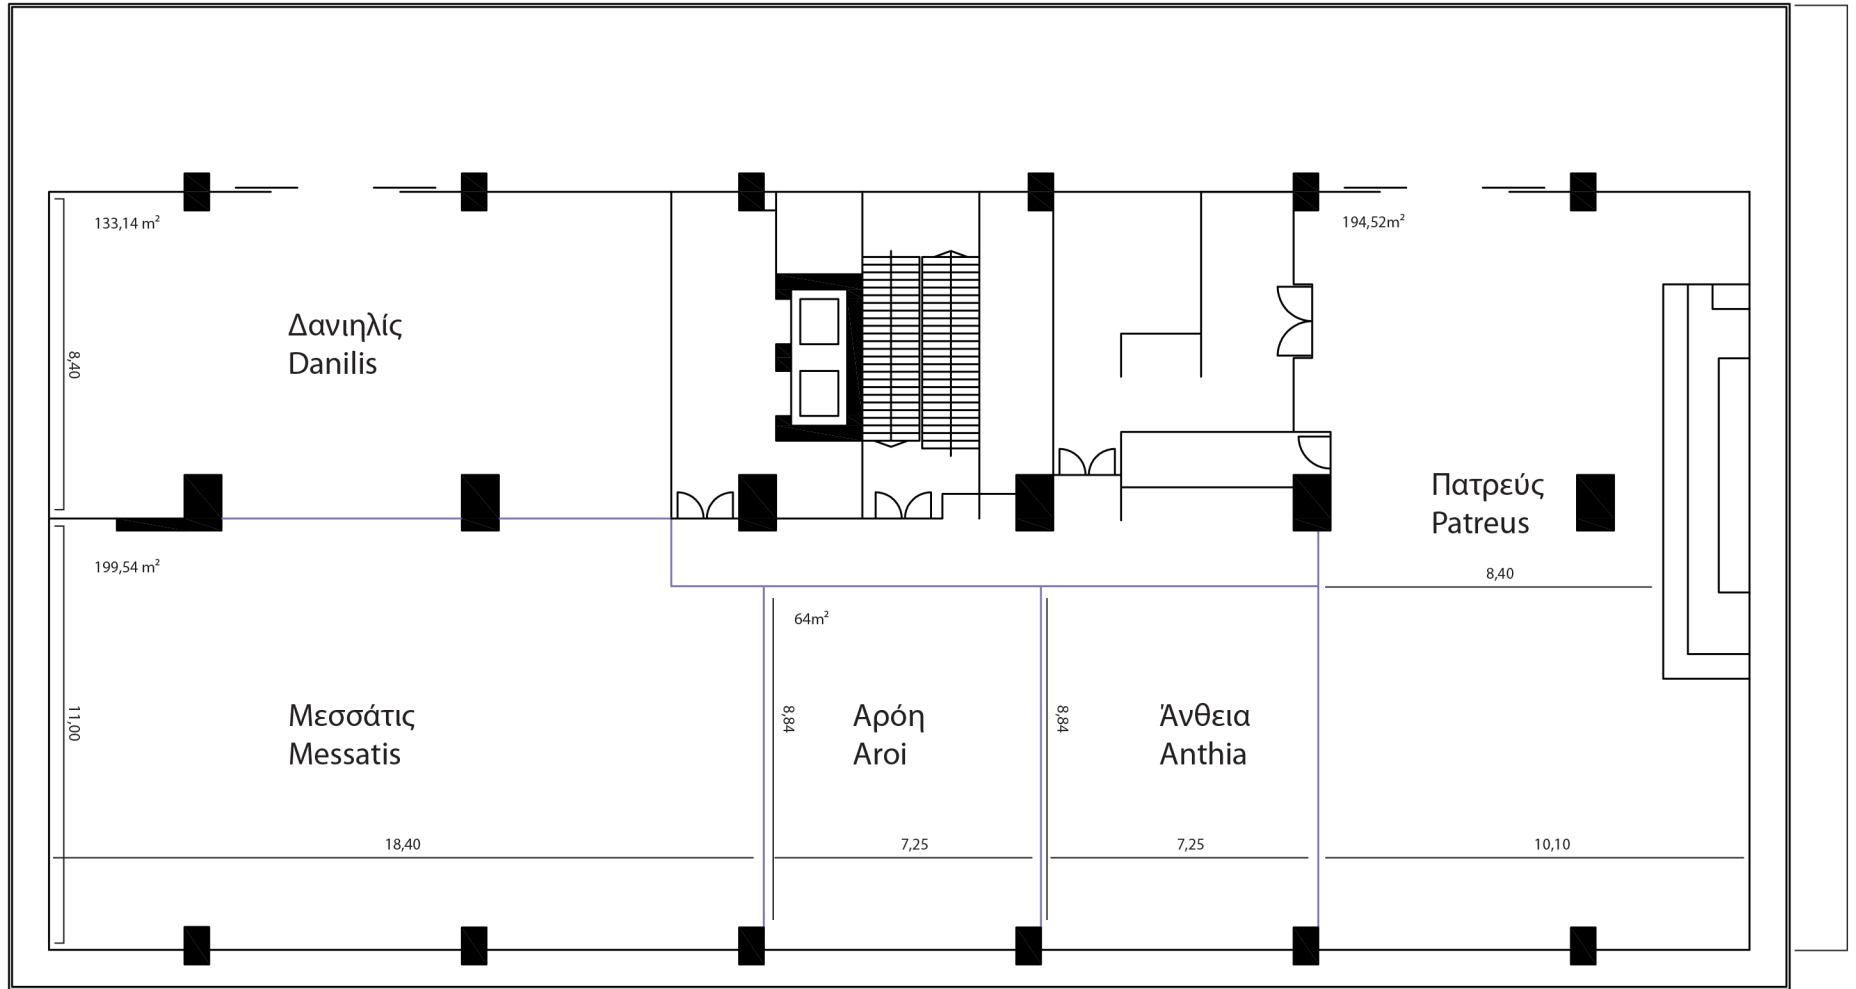 133,14 m²
194,52m²
Δανιηλίς
Danilis
8,40
Πατρεύς
Patreus
199,54 m²
8,40
64m²
Μεσσάτις
Messatis
11,00
8,84
Αρόη
Aroi
8,84
Άνθεια
Anthia
18,40
7,25
7,25
10,10